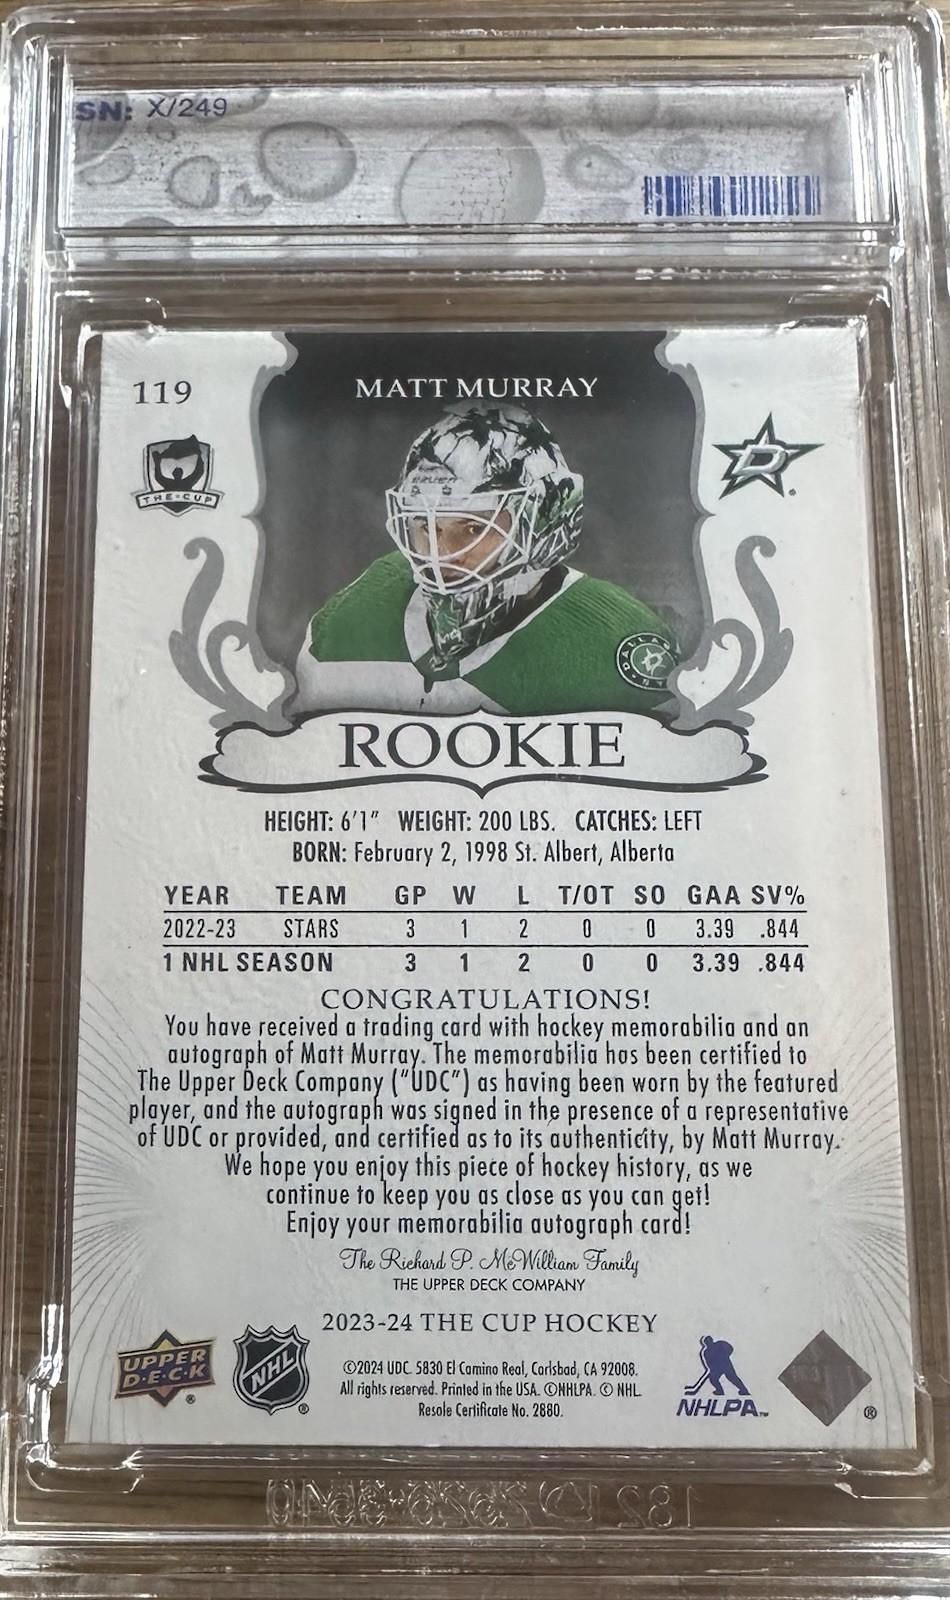 SN: X/249
119
MATT MURRAY
THE CUP
D
DALLAS
ROOKIE
HEIGHT: 6'1" WEIGHT: 200 LBS. CATCHES: LEFT
BORN: February 2, 1998 St. Albert, Alberta
YEAR TEAM GP W L T/OT SO GAA SV%
2022-23 STARS 3 1 2 0 0 3.39 .844
1 NHL SEASON 3 1 2 0 0 3.39 .844
CONGRATULATIONS!
You have received a trading card with hockey memorabilia and an
autograph of Matt Murray. The memorabilia has been certified to
The Upper Deck Company ("UDC") as having been worn by the featured
player, and the autograph was signed in the presence of a representative
of UDC or provided, and certified as to its authenticity, by Matt Murray.
We hope you enjoy this piece of hockey history, as we
continue to keep you as close as you can get!
Enjoy your memorabilia autograph card!
The Richard P. McWilliam Family
THE UPPER DECK COMPANY
2023-24 THE CUP HOCKEY
UPPER
D·E·C·K
®
NHL
®
©2024 UDC. 5830 El Camino Real, Carlsbad, CA 92008.
All rights reserved. Printed in the USA. ©NHLPA. © NHL.
Resale Certificate No. 2880.
NHLPA™
®